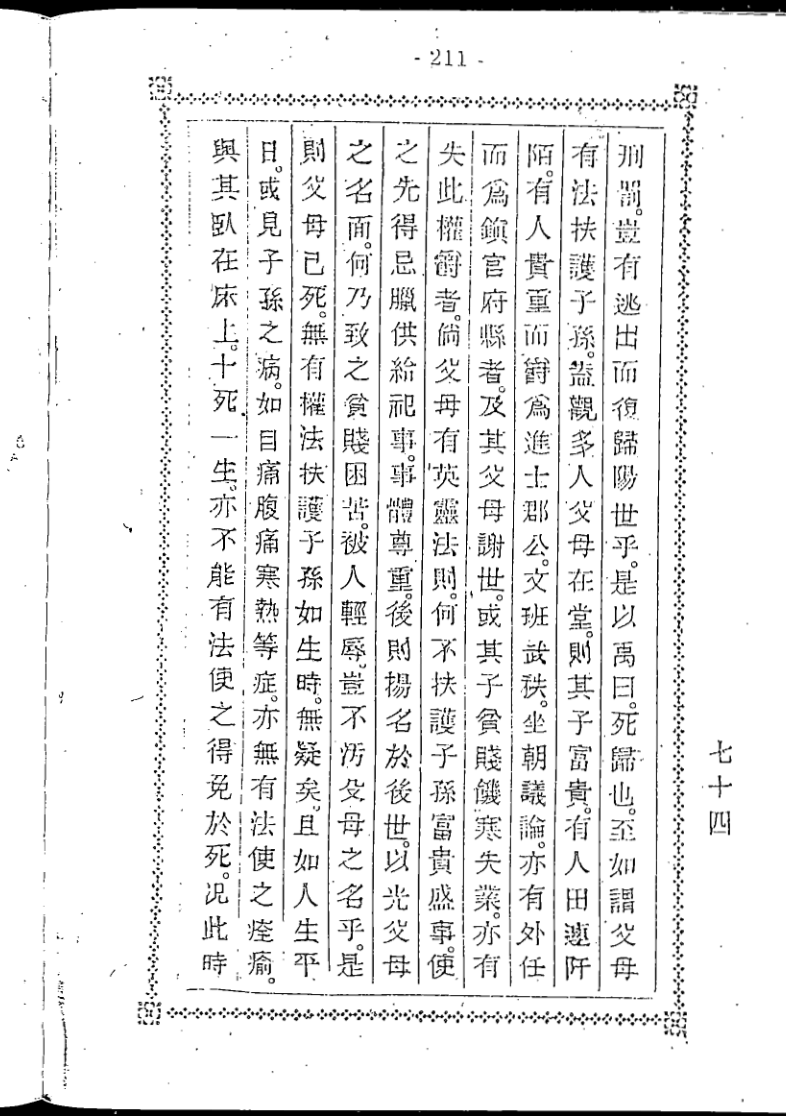 - 211 -
七十四
刑罰。豈有逃出而復歸陽世乎。是以禹曰。死歸也。至如謂父母
有法扶護子孫。盖觀多人父母在堂。則其子富貴。有人田連阡
陌。有人貴重而爵爲進士郡公。文班武秩。坐朝議論。亦有外任
而爲鎮官府縣者。及其父母謝世。或其子貧賤饑寒失業。亦有
失此權爵者。倘父母有英靈法則。何不扶護子孫富貴盛事。使
之先得忌臘供給祀事。事體尊重。後則揚名於後世。以光父母
之名面。何乃致之貧賤困苦。被人輕辱。豈不污父母之名乎。是
則父母已死。無有權法扶護子孫如生時。無疑矣。且如人生平
日。或見子孫之病。如目痛腹痛寒熱等症。亦無有法使之痊瘉。
與其臥在床上。十死一生。亦不能有法使之得免於死。况此時